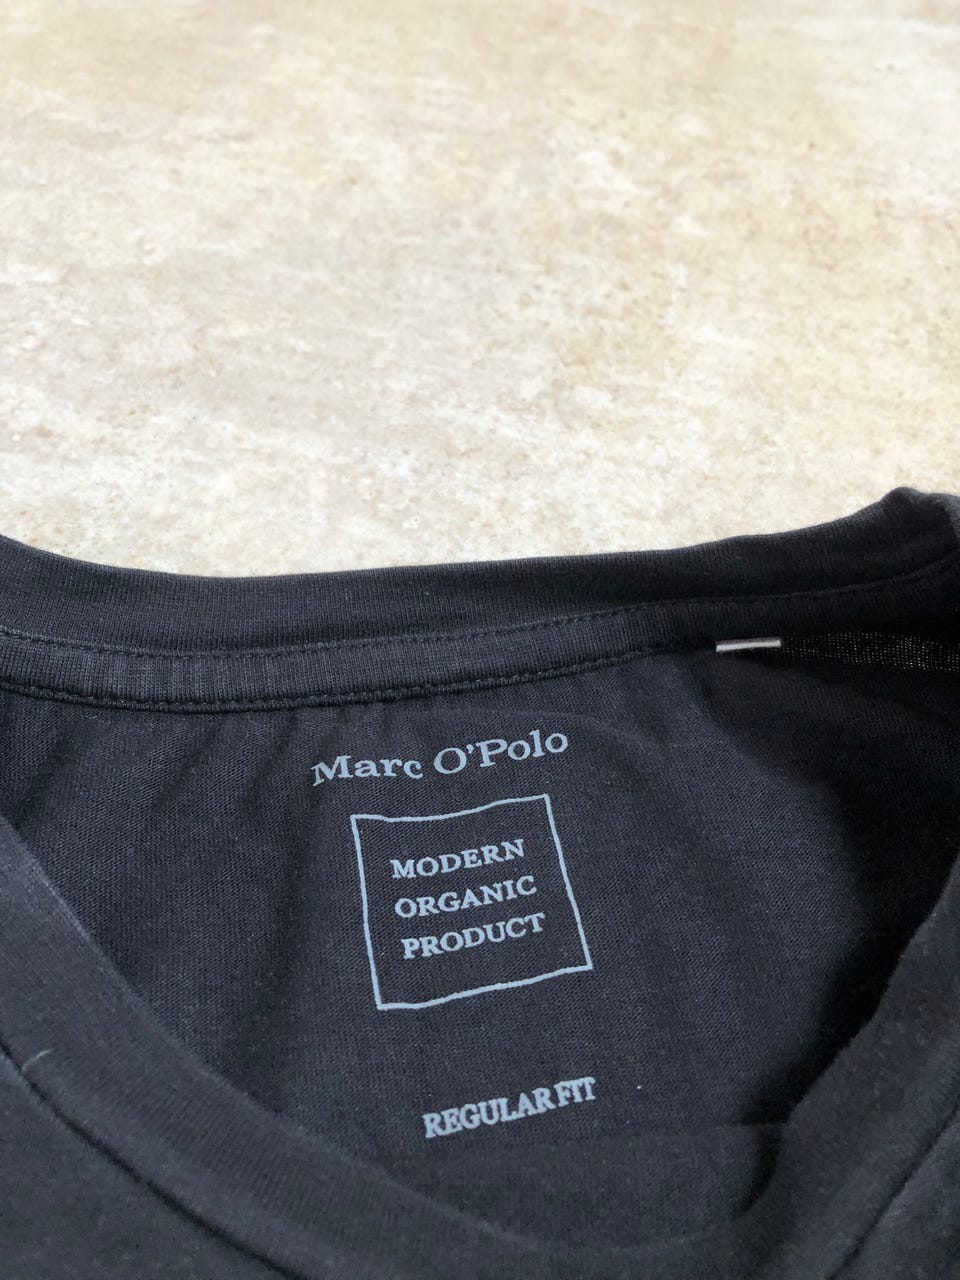 Marc O'Polo
MODERN
ORGANIC
PRODUCT
REGULAR FIT